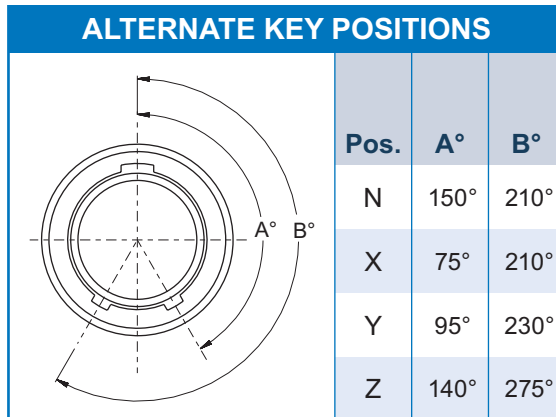 ALTERNATE KEY POSITIONS
A° B°
Pos. A° B°
N 150° 210°
X 75° 210°
Y 95° 230°
Z 140° 275°